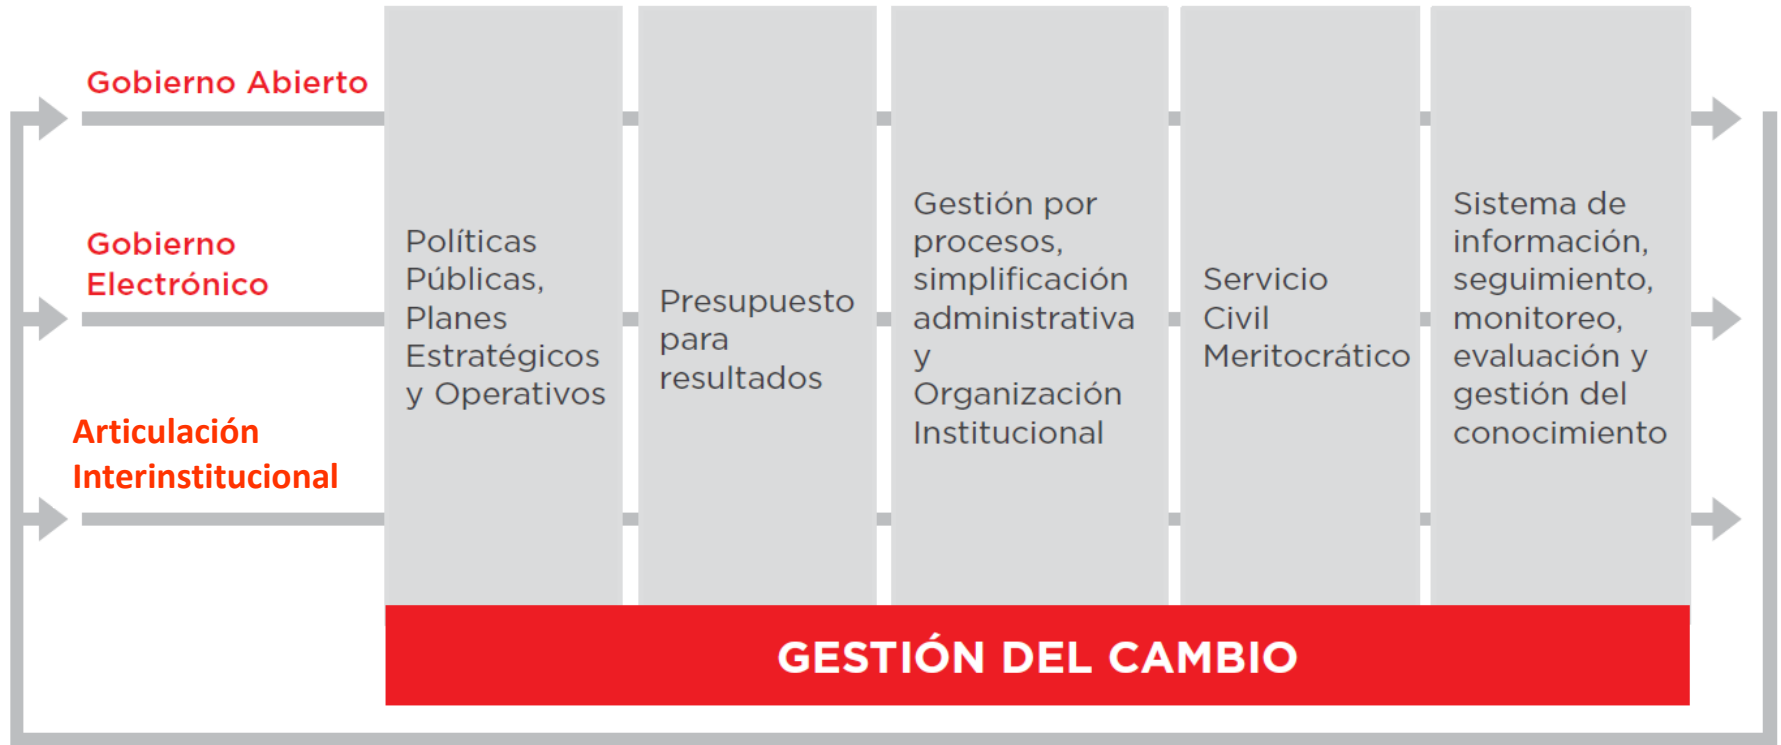 Gobierno Abierto
Gobierno
Electrónico
Articulación
Interinstitucional
Políticas
Públicas,
Planes
Estratégicos
y Operativos
Presupuesto
para
resultados
Gestión por
procesos,
simplificación
administrativa
y
Organización
Institucional
Servicio
Civil
Meritocrático
Sistema de
información,
seguimiento,
monitoreo,
evaluación y
gestión del
conocimiento
GESTIÓN DEL CAMBIO